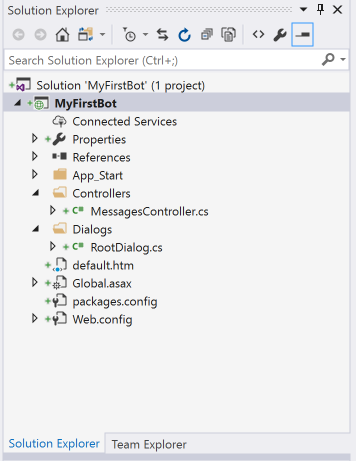 Solution Explorer
Search Solution Explorer (Ctrl+;)
Solution 'MyFirstBot' (1 project)
MyFirstBot
Connected Services
Properties
References
App_Start
Controllers
C# MessagesController.cs
Dialogs
C# RootDialog.cs
default.htm
Global.asax
packages.config
Web.config
Solution Explorer Team Explorer